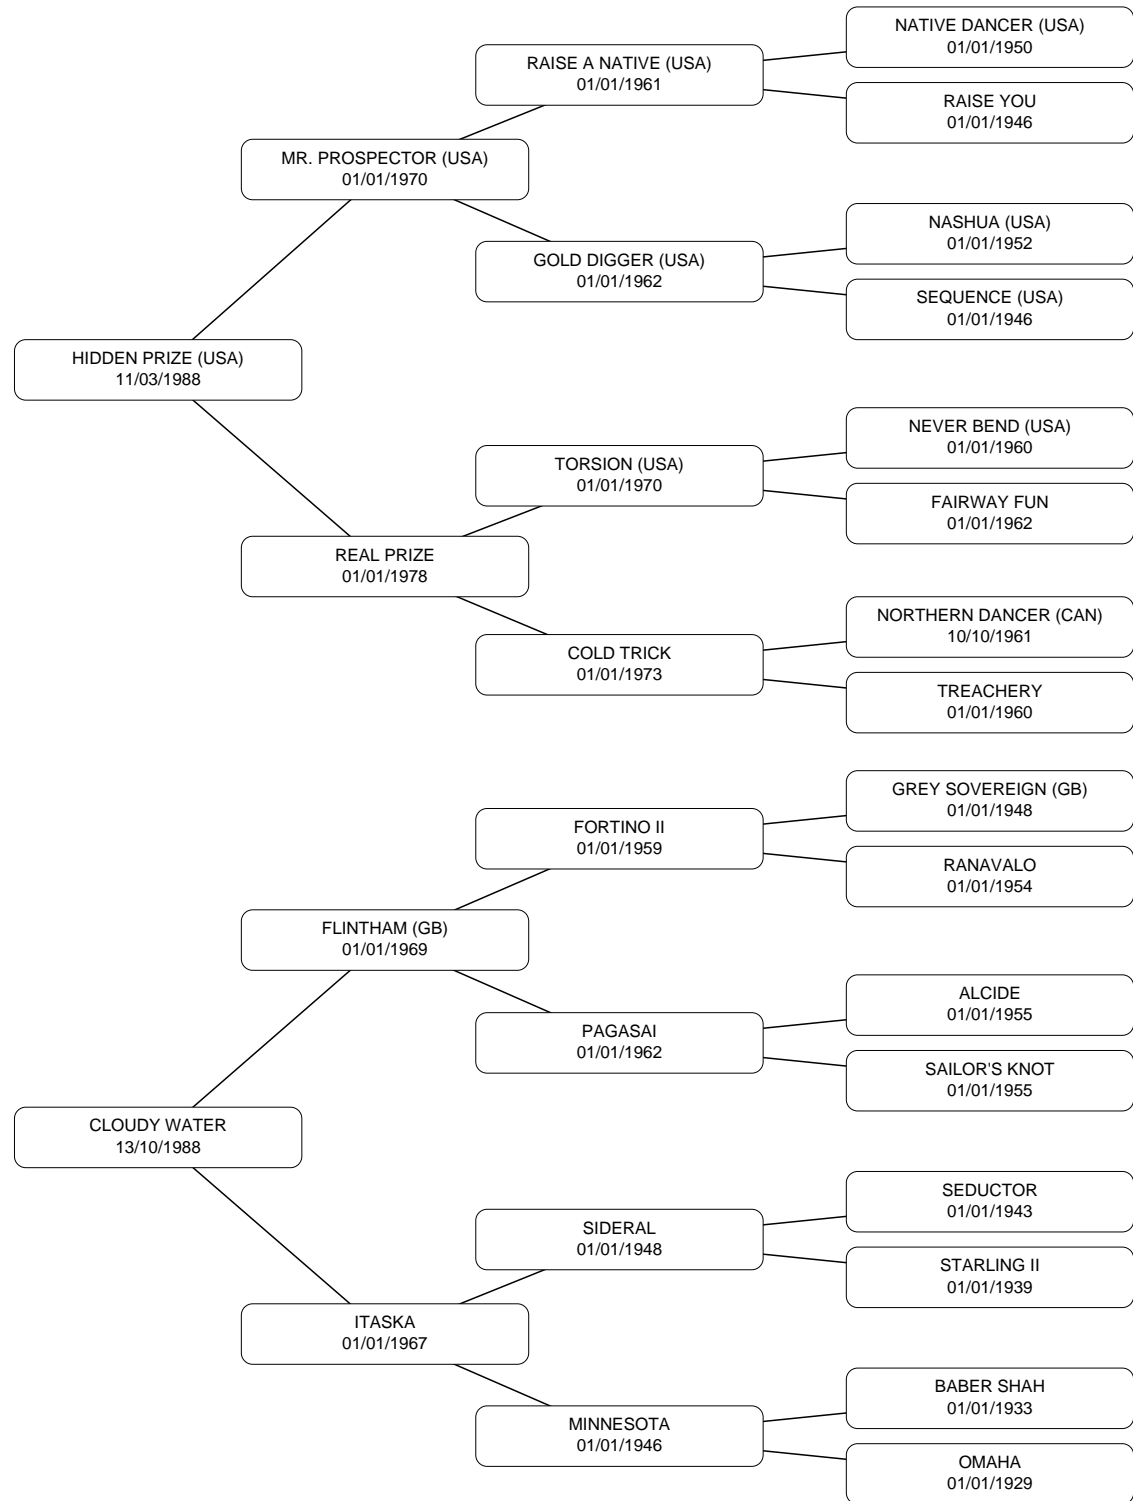 NATIVE DANCER (USA)
01/01/1950
RAISE A NATIVE (USA)
01/01/1961
RAISE YOU
01/01/1946
MR. PROSPECTOR (USA)
01/01/1970
NASHUA (USA)
01/01/1952
GOLD DIGGER (USA)
01/01/1962
SEQUENCE (USA)
01/01/1946
HIDDEN PRIZE (USA)
11/03/1988
NEVER BEND (USA)
01/01/1960
TORSION (USA)
01/01/1970
FAIRWAY FUN
01/01/1962
REAL PRIZE
01/01/1978
NORTHERN DANCER (CAN)
10/10/1961
COLD TRICK
01/01/1973
TREACHERY
01/01/1960
GREY SOVEREIGN (GB)
01/01/1948
FORTINO II
01/01/1959
RANAVALO
01/01/1954
FLINTHAM (GB)
01/01/1969
ALCIDE
01/01/1955
PAGASAI
01/01/1962
SAILOR'S KNOT
01/01/1955
CLOUDY WATER
13/10/1988
SEDUCTOR
01/01/1943
SIDERAL
01/01/1948
STARLING II
01/01/1939
ITASKA
01/01/1967
BABER SHAH
01/01/1933
MINNESOTA
01/01/1946
OMAHA
01/01/1929